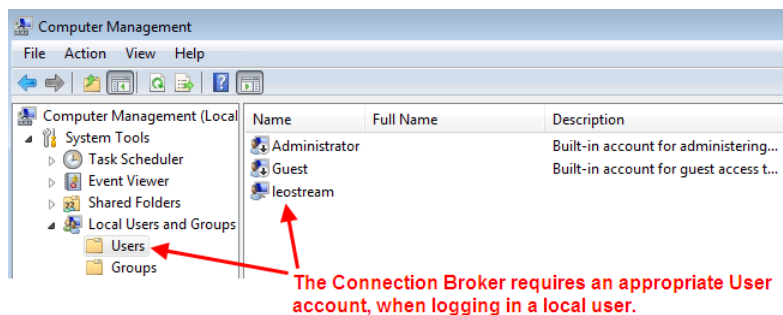 Computer Management
File Action View Help
Computer Management (Local
System Tools
Task Scheduler
Event Viewer
Shared Folders
Local Users and Groups
Users
Groups
Name Full Name Description
Administrator Built-in account for administering...
Guest Built-in account for guest access t...
leostream
The Connection Broker requires an appropriate User
account, when logging in a local user.